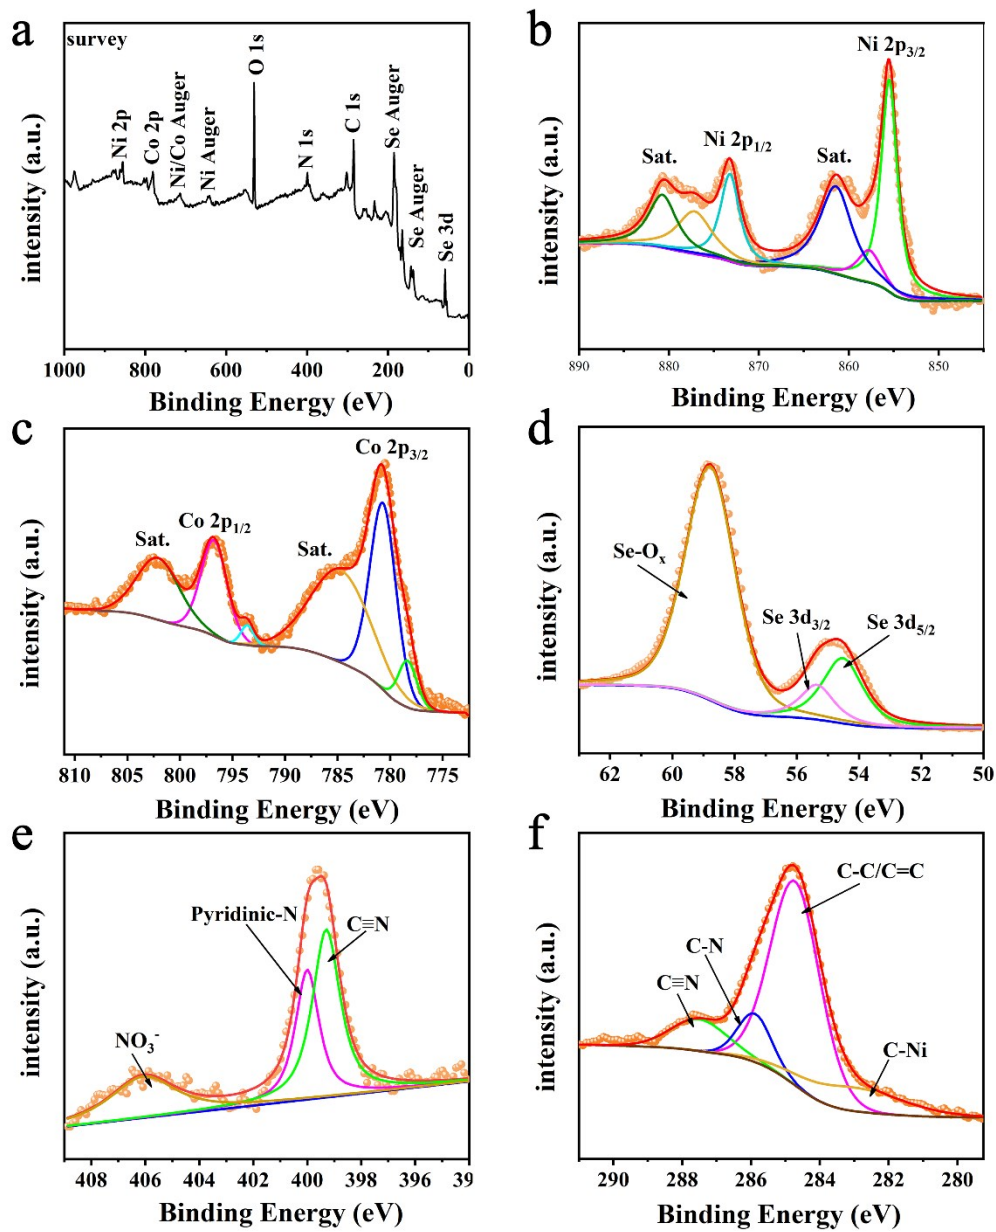 a
survey
Ni 2p
Co 2p
Ni/Co Auger
Ni Auger
O 1s
N 1s
C 1s
Se Auger
Se Auger
Se 3d
intensity (a.u.)
1000 800 600 400 200 0
Binding Energy (eV)
b
Ni 2p3/2
Ni 2p1/2
Sat.
Sat.
intensity (a.u.)
890 880 870 860 850
Binding Energy (eV)
c
Co 2p3/2
Co 2p1/2
Sat.
Sat.
intensity (a.u.)
810 805 800 795 790 785 780 775
Binding Energy (eV)
d
Se-Ox
Se 3d3/2
Se 3d5/2
intensity (a.u.)
62 60 58 56 54 52 50
Binding Energy (eV)
e
Pyridinic-N
C≡N
NO3-
intensity (a.u.)
408 406 404 402 400 398 396 39
Binding Energy (eV)
f
C-C/C=C
C-N
C≡N
C-Ni
intensity (a.u.)
290 288 286 284 282 280
Binding Energy (eV)